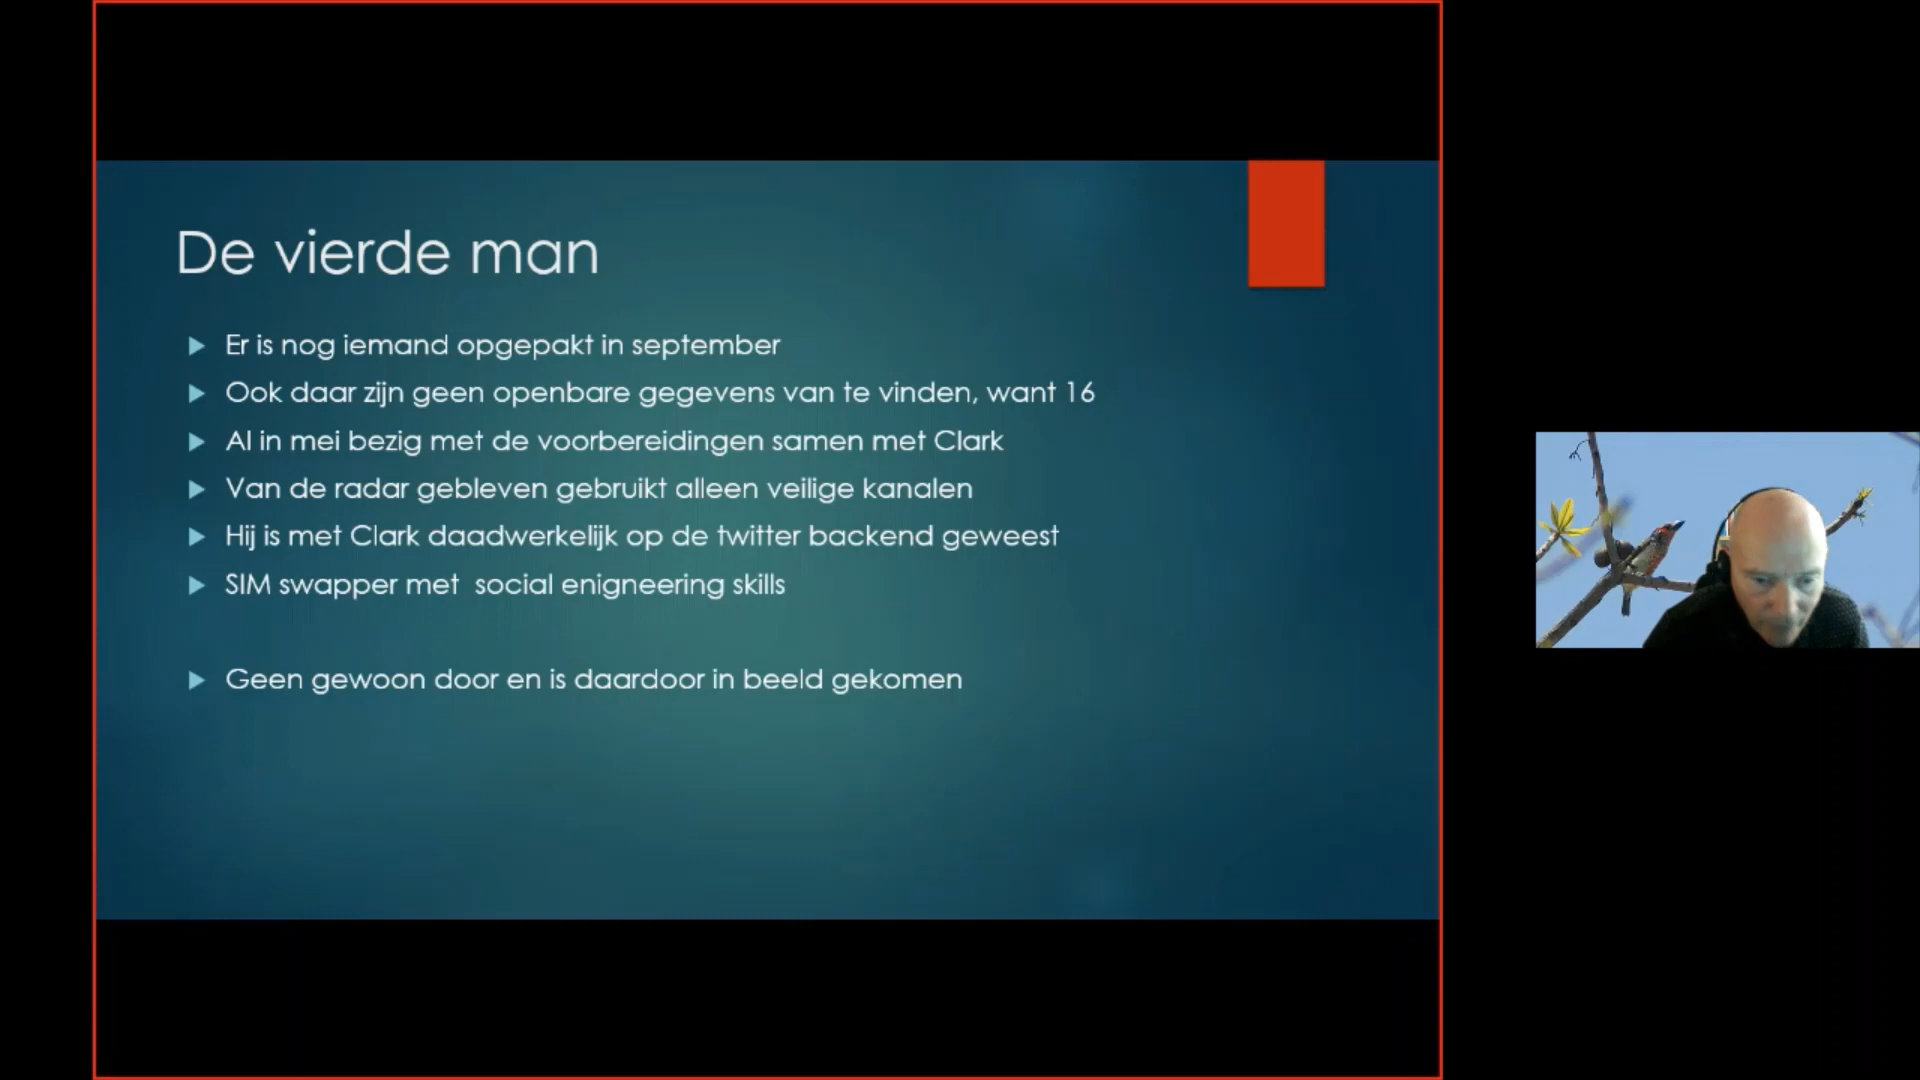 De vierde man
Er is nog iemand opgepakt in september
Ook daar zijn geen openbare gegevens van te vinden, want 16
Al in mei bezig met de voorbereidingen samen met Clark
Van de radar gebleven gebruikt alleen veilige kanalen
Hij is met Clark daadwerkelijk op de twitter backend geweest
SIM swapper met  social enigneering skills
Geen gewoon door en is daardoor in beeld gekomen